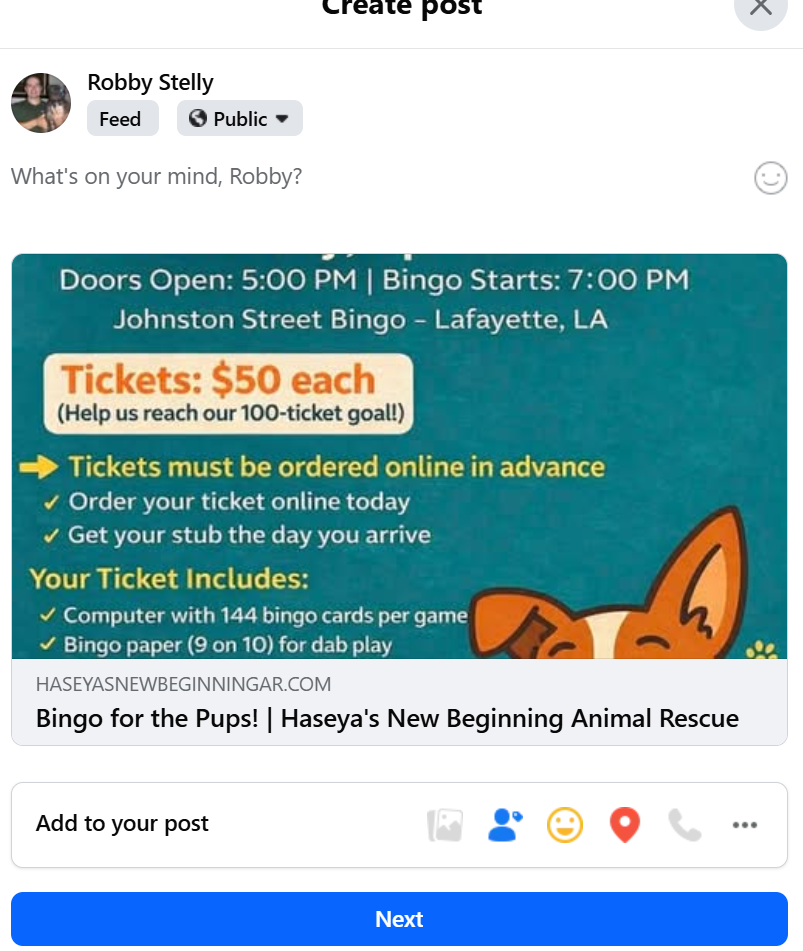 Create post
Robby Stelly
Feed
Public
What's on your mind, Robby?
Doors Open: 5:00 PM | Bingo Starts: 7:00 PM
Johnston Street Bingo – Lafayette, LA
Tickets: $50 each
(Help us reach our 100-ticket goal!)
Tickets must be ordered online in advance
✓ Order your ticket online today
✓ Get your stub the day you arrive
Your Ticket Includes:
✓ Computer with 144 bingo cards per game
✓ Bingo paper (9 on 10) for dab play
HASEYASNEWBEGINNINGAR.COM
Bingo for the Pups! | Haseya's New Beginning Animal Rescue
Add to your post
Next